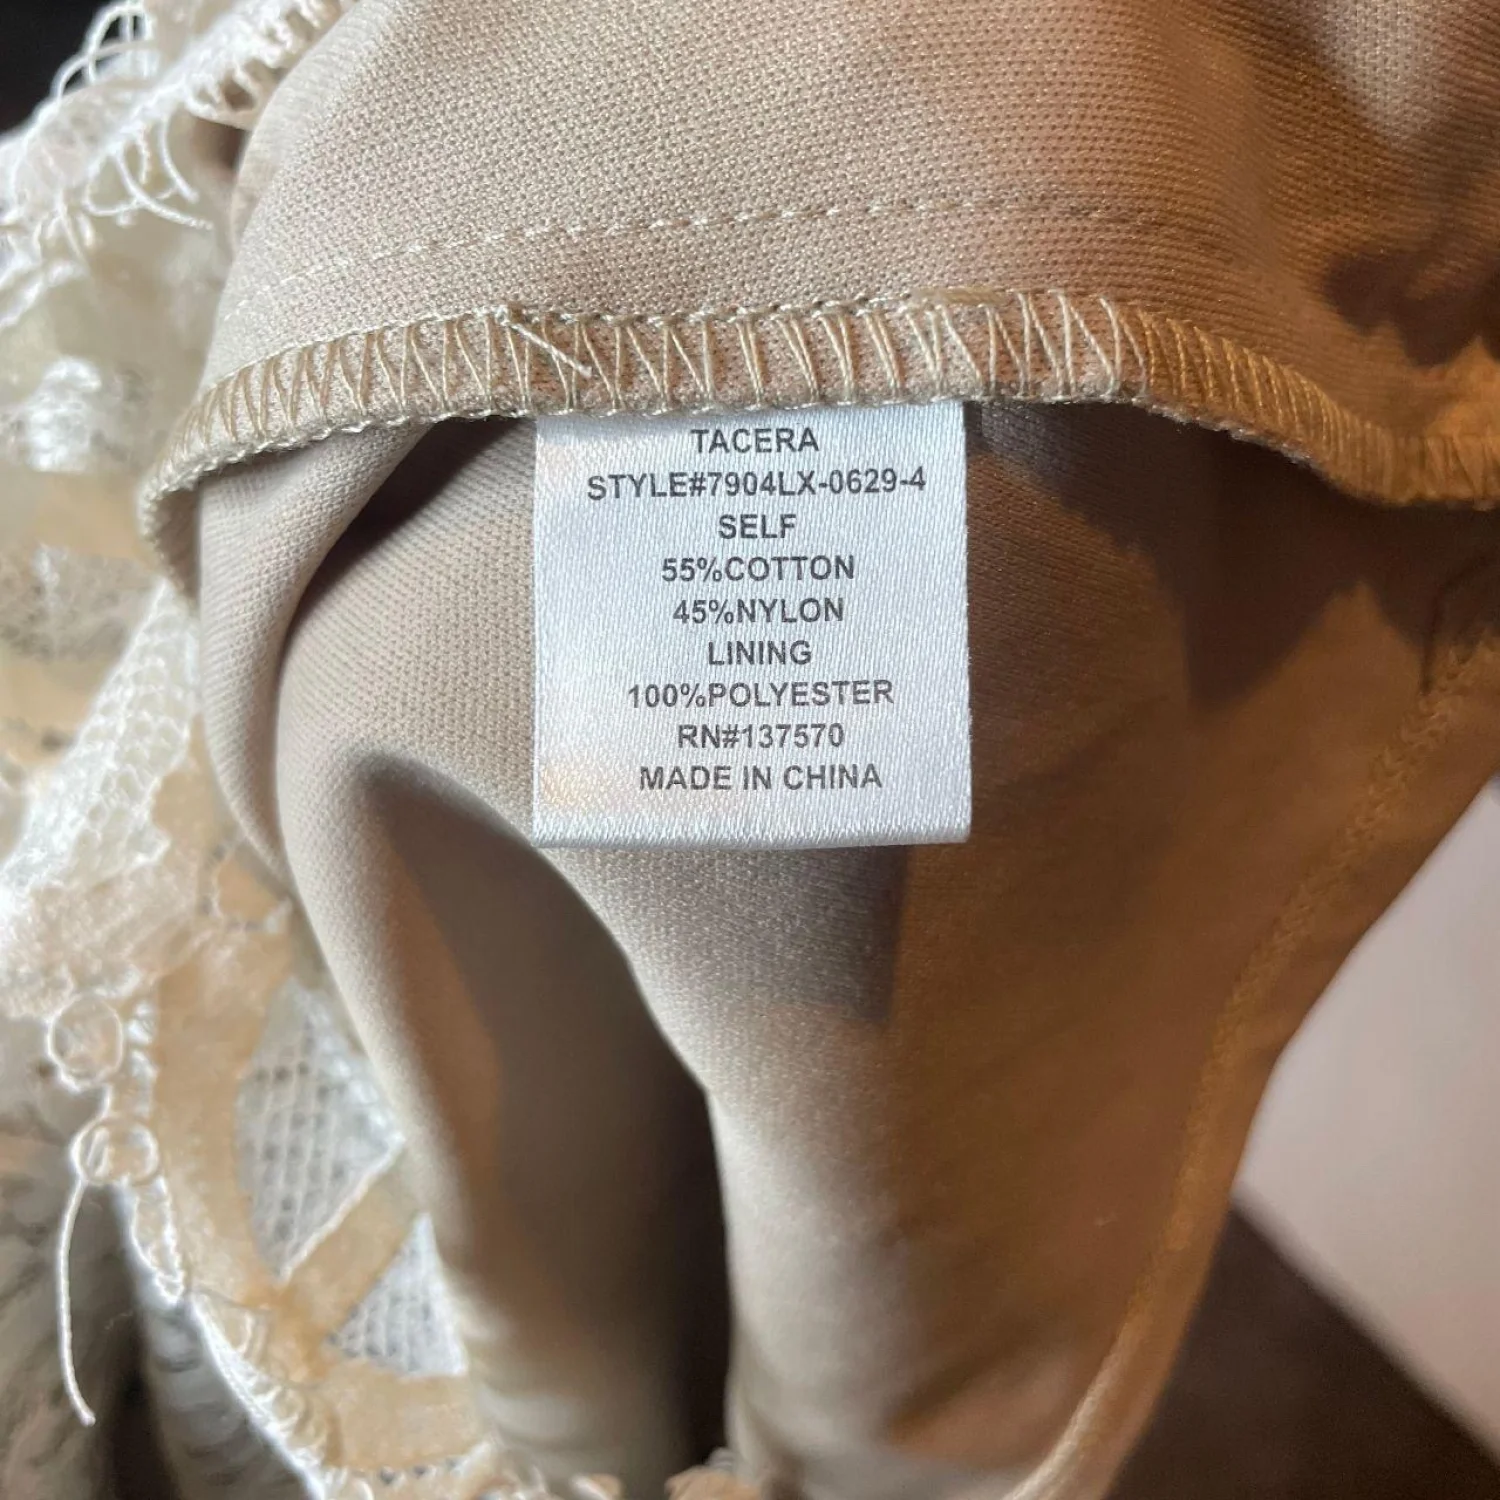 TACERA
STYLE#7904LX-0629-4
SELF
55%COTTON
45%NYLON
LINING
100%POLYESTER
RN#137570
MADE IN CHINA